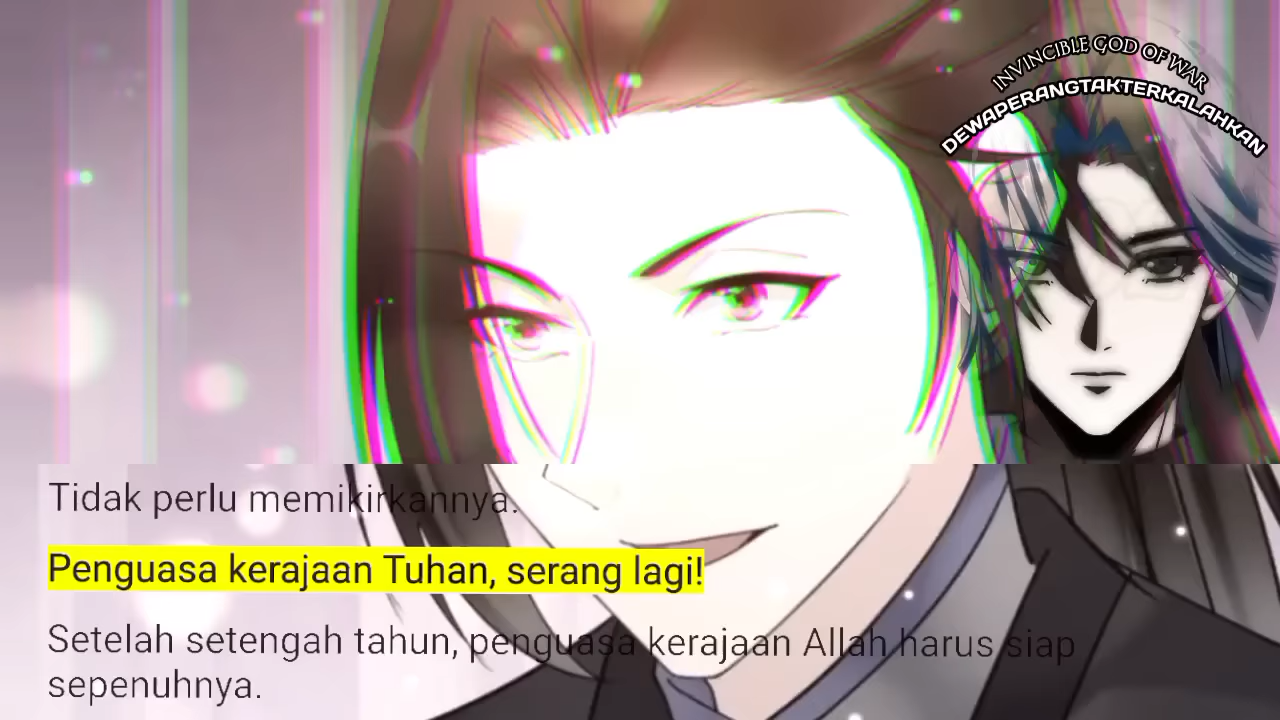 INVINCIBLE GOD OF WAR
DEWAPERANGTAKTERKALAHKAN
Tidak perlu memikirkannya.
Penguasa kerajaan Tuhan, serang lagi!
Setelah setengah tahun, penguasa kerajaan Allah harus siap
sepenuhnya.